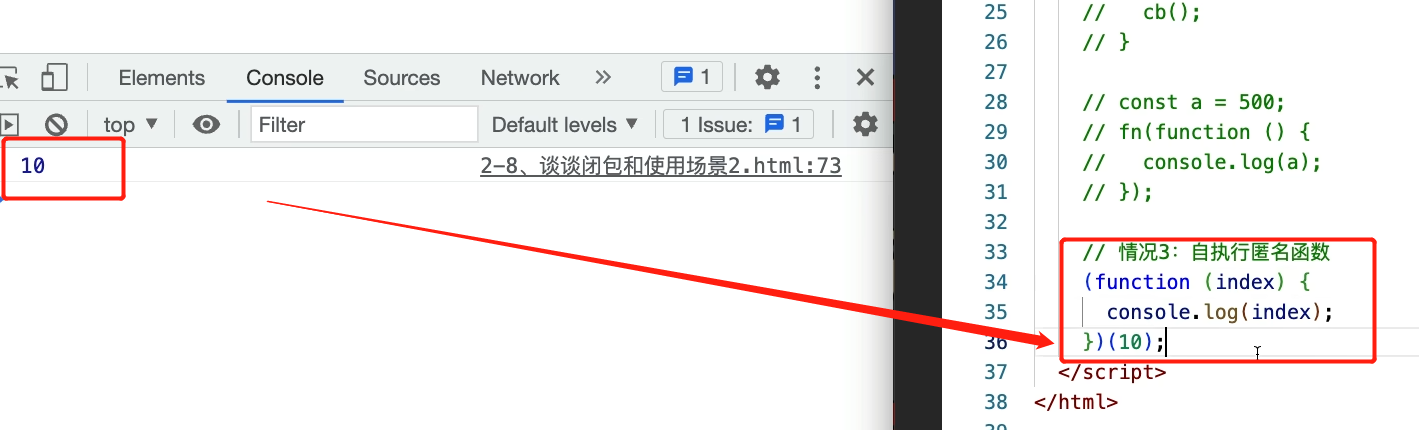 Elements Console Sources Network » 1
top ▼ Filter Default levels ▼ 1 Issue: 1
10 2-8、谈谈闭包和使用场景2.html:73
25 //   cb();
26 // }
27
28 // const a = 500;
29 // fn(function () {
30 //   console.log(a);
31 // });
32
33 // 情况3：自执行匿名函数
34 (function (index) {
35   console.log(index);
36 })(10);
37 </script>
38 </html>